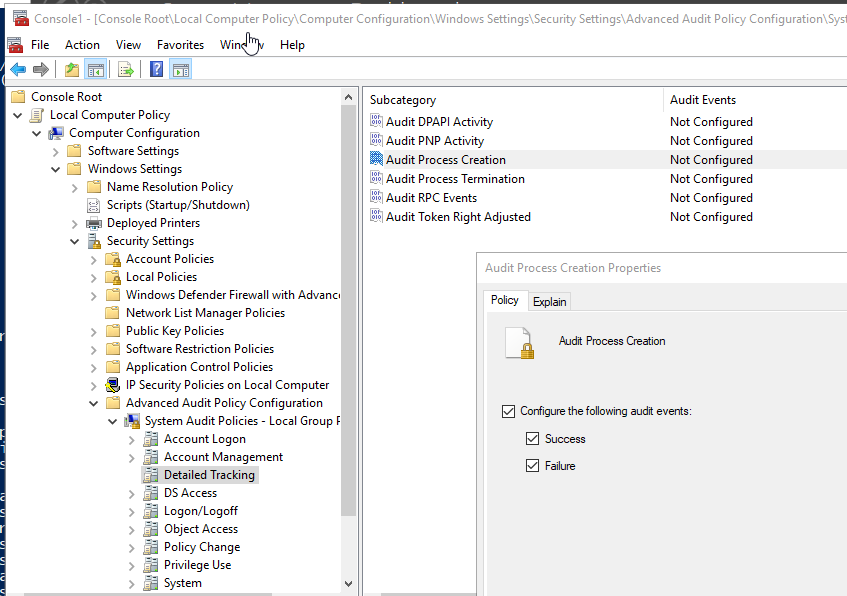 Console1 - [Console Root\Local Computer Policy\Computer Configuration\Windows Settings\Security Settings\Advanced Audit Policy Configuration\Syst
File Action View Favorites Window Help
Console Root
Local Computer Policy
Computer Configuration
Software Settings
Windows Settings
Name Resolution Policy
Scripts (Startup/Shutdown)
Deployed Printers
Security Settings
Account Policies
Local Policies
Windows Defender Firewall with Advanc
Network List Manager Policies
Public Key Policies
Software Restriction Policies
Application Control Policies
IP Security Policies on Local Computer
Advanced Audit Policy Configuration
System Audit Policies - Local Group P
Account Logon
Account Management
Detailed Tracking
DS Access
Logon/Logoff
Object Access
Policy Change
Privilege Use
System
Subcategory Audit Events
Audit DPAPI Activity Not Configured
Audit PNP Activity Not Configured
Audit Process Creation Not Configured
Audit Process Termination Not Configured
Audit RPC Events Not Configured
Audit Token Right Adjusted Not Configured
Audit Process Creation Properties
Policy Explain
Audit Process Creation
Configure the following audit events:
Success
Failure